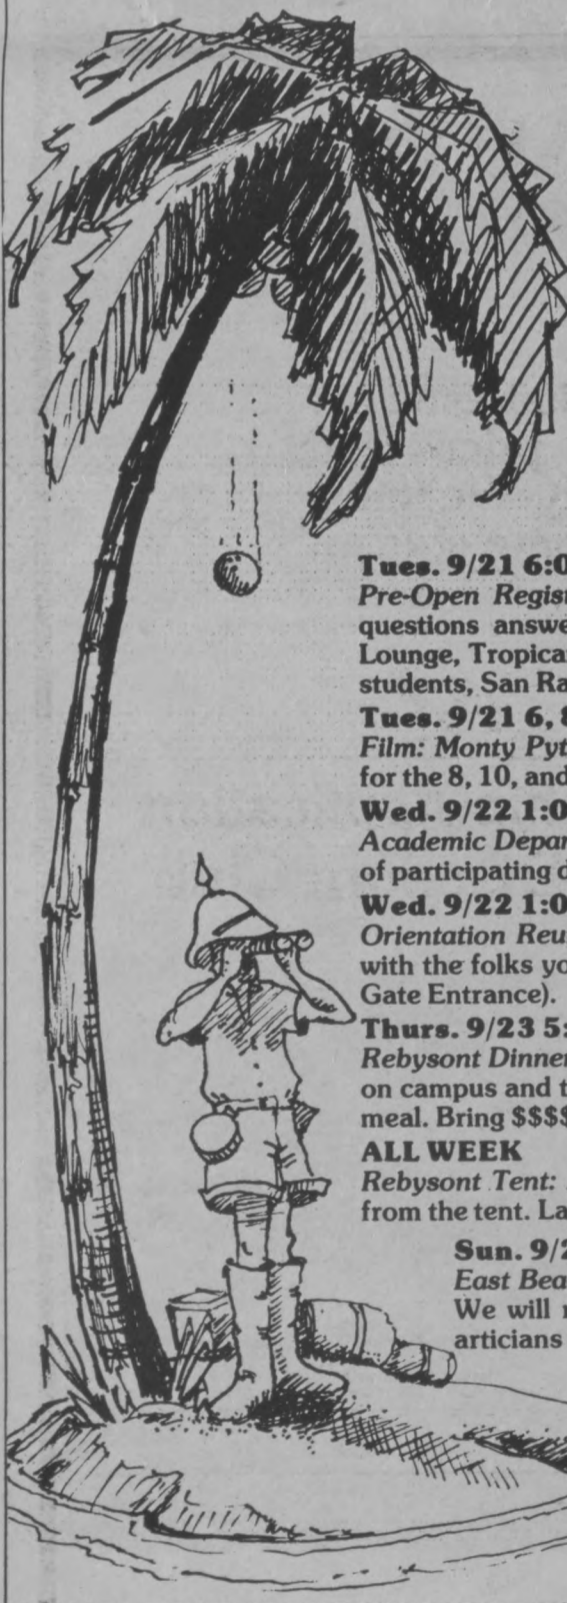 Tues. 9/21 6:0
Pre-Open Regist
questions answe
Lounge, Tropica
students, San Ra
Tues. 9/21 6, 8
Film: Monty Pyt
for the 8, 10, and
Wed. 9/22 1:0
Academic Depar
of participating d
Wed. 9/22 1:0
Orientation Reu
with the folks yo
Gate Entrance).
Thurs. 9/23 5:
Rebysont Dinner
on campus and t
meal. Bring $$$$
ALL WEEK
Rebysont Tent:
from the tent. La
Sun. 9/2
East Bea
We will
articians